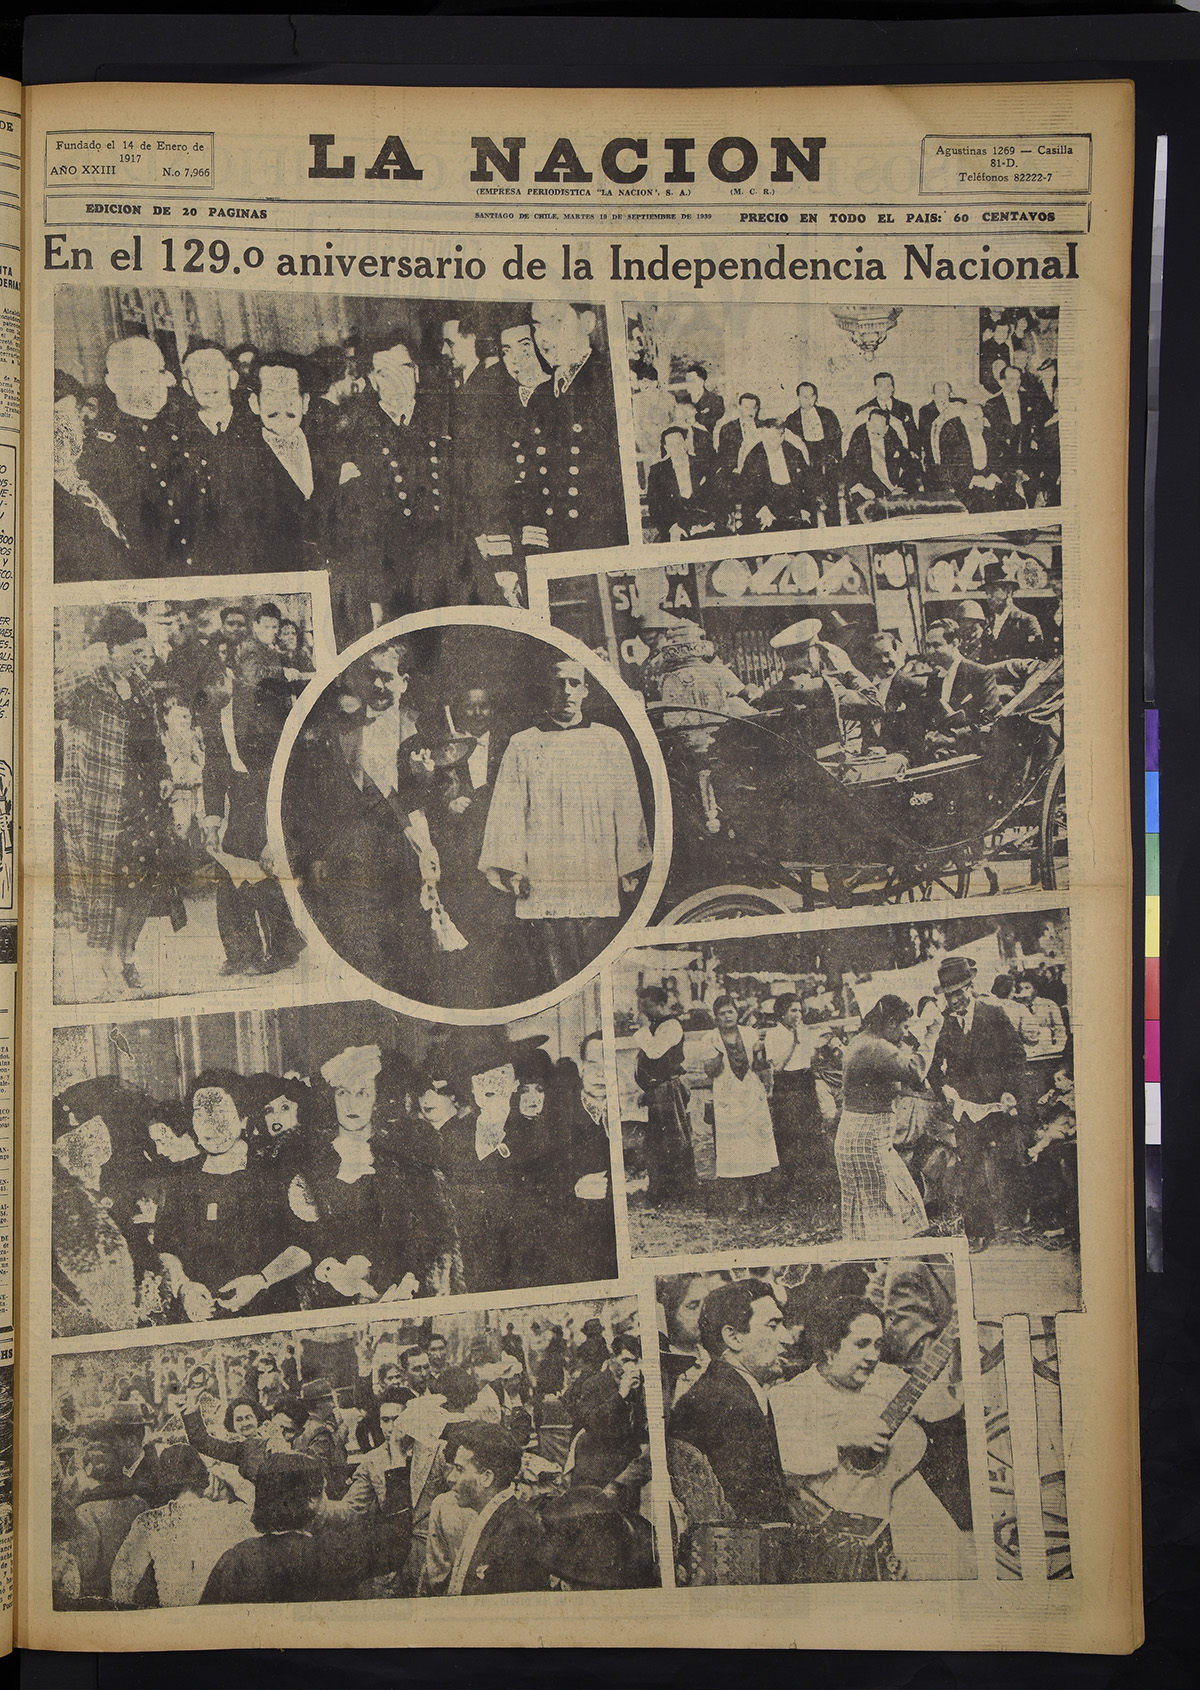 Fundado el 14 de Enero de
1917
AÑO XXIII N.o 7,966
LA NACION
(EMPRESA PERIODISTICA "LA NACION", S. A.) (M. C. R.)
Agustinas 1269 — Casilla
81-D.
Teléfonos 82222-7
EDICION DE 20 PAGINAS
SANTIAGO DE CHILE, MARTES 19 DE SEPTIEMBRE DE 1939
PRECIO EN TODO EL PAIS: 60 CENTAVOS
En el 129.o aniversario de la Independencia Nacional